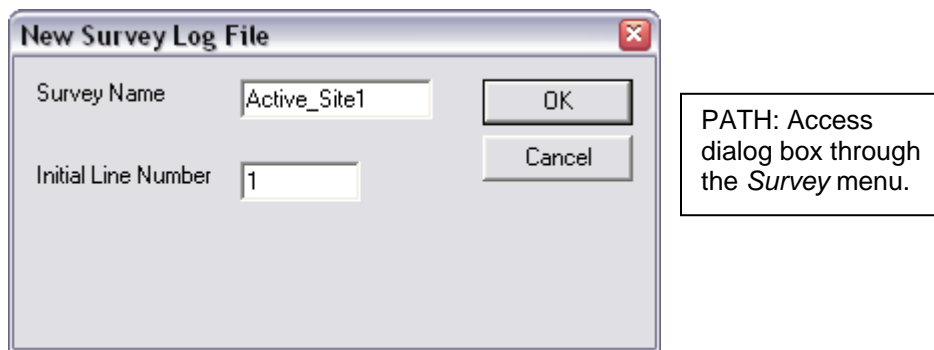 New Survey Log File
Survey Name
Active_Site1
OK
Cancel
Initial Line Number
1
PATH: Access
dialog box through
the Survey menu.